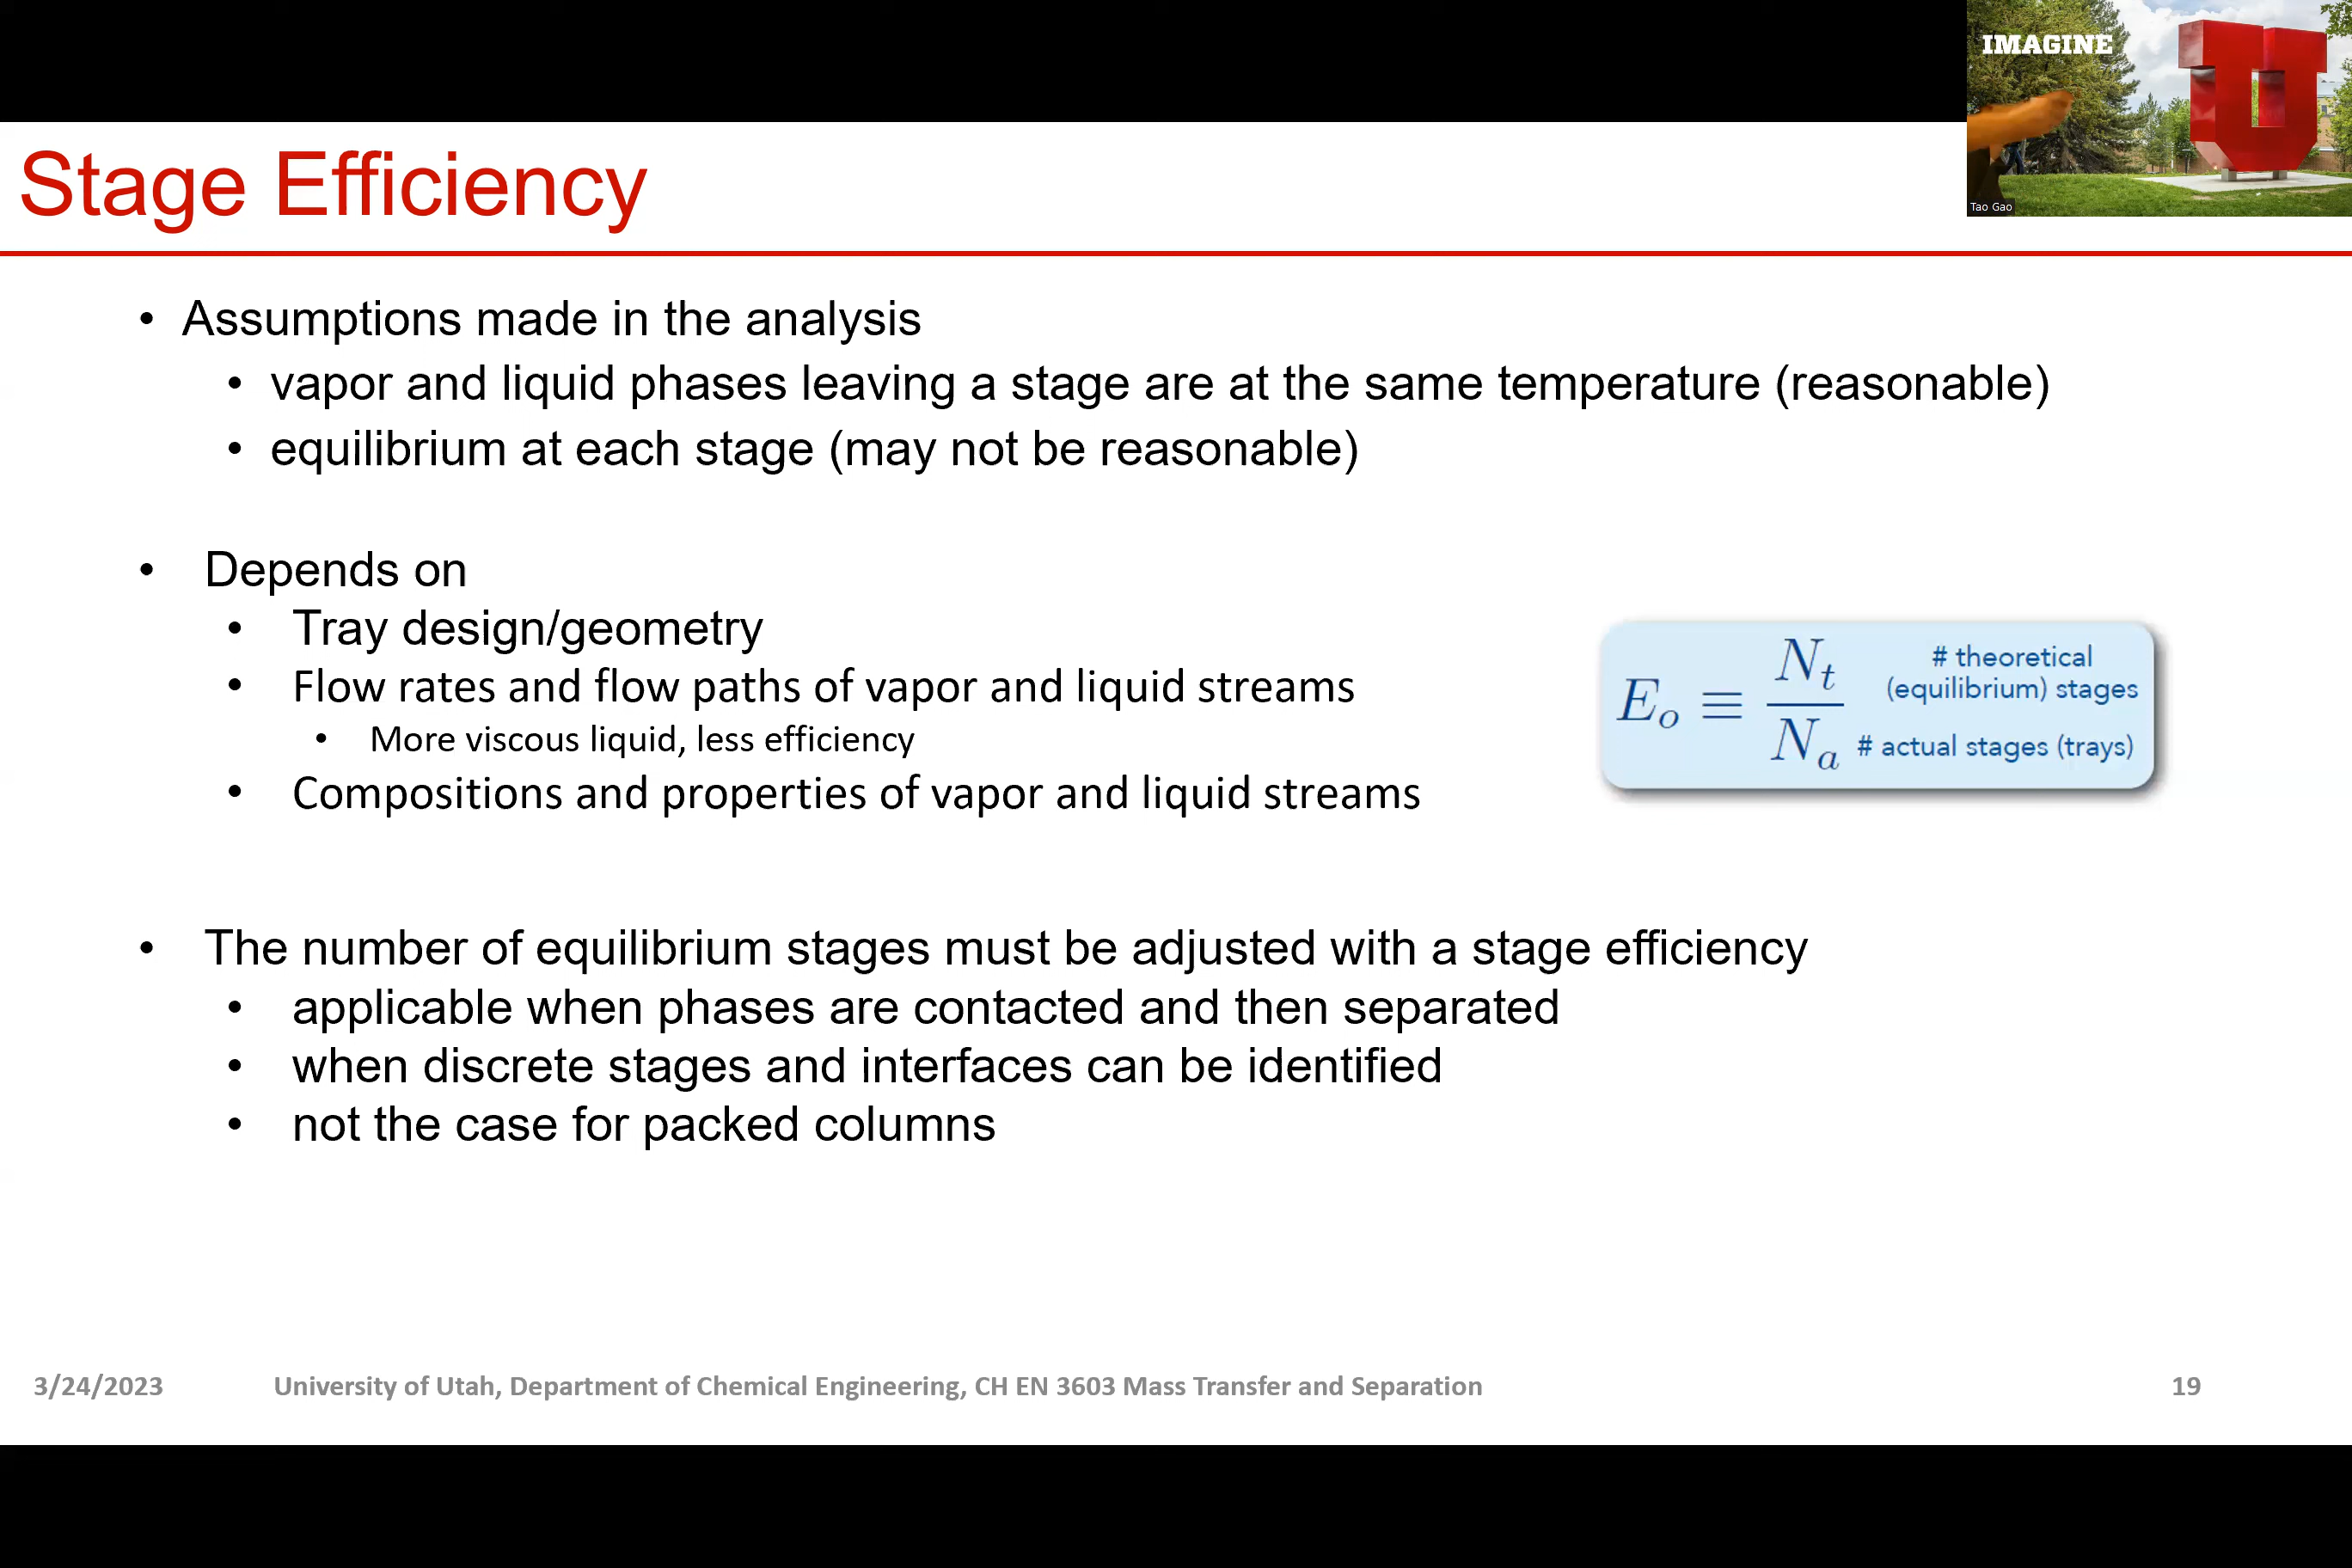 IMAGINE
Tao Gao
Stage Efficiency
• Assumptions made in the analysis
• vapor and liquid phases leaving a stage are at the same temperature (reasonable)
• equilibrium at each stage (may not be reasonable)
• Depends on
• Tray design/geometry
• Flow rates and flow paths of vapor and liquid streams
• More viscous liquid, less efficiency
• Compositions and properties of vapor and liquid streams
E_o ≡ N_t / N_a
# theoretical
(equilibrium) stages
# actual stages (trays)
• The number of equilibrium stages must be adjusted with a stage efficiency
• applicable when phases are contacted and then separated
• when discrete stages and interfaces can be identified
• not the case for packed columns
3/24/2023 University of Utah, Department of Chemical Engineering, CH EN 3603 Mass Transfer and Separation 19